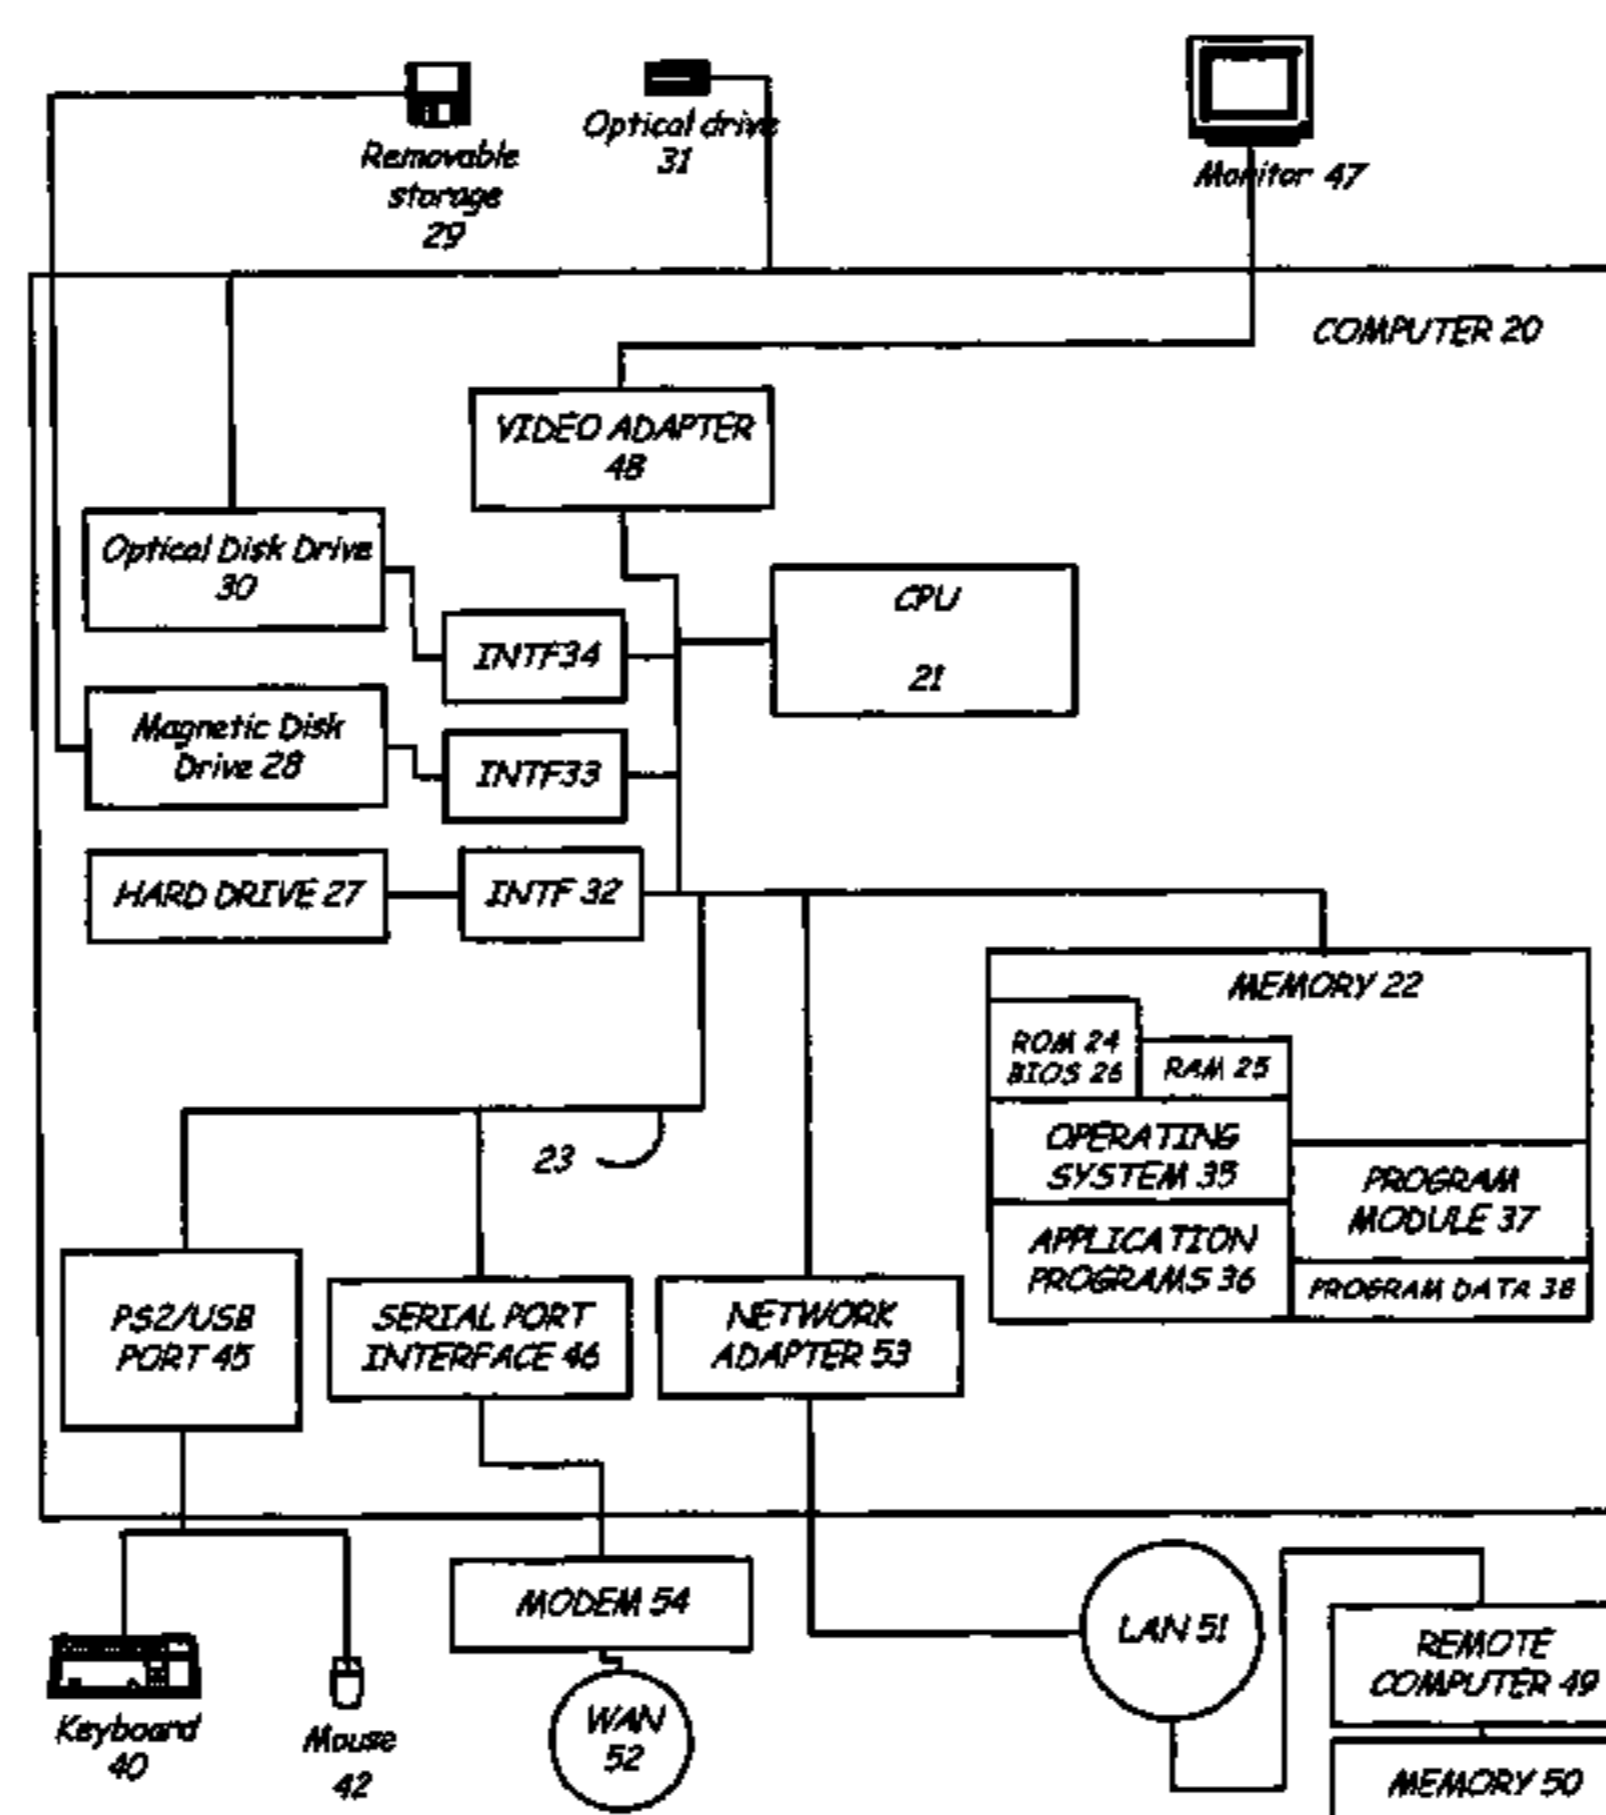 Removable
storage
29
Optical drive
31
Monitor 47
COMPUTER 20
VIDEO ADAPTER
48
Optical Disk Drive
30
CPU
21
INTF34
Magnetic Disk
Drive 28
INTF33
HARD DRIVE 27
INTF 32
MEMORY 22
ROM 24
BIOS 26
RAM 25
OPERATING
SYSTEM 35
23
PROGRAM
MODULE 37
APPLICATION
PROGRAMS 36
PROGRAM DATA 38
PS2/USB
PORT 45
SERIAL PORT
INTERFACE 46
NETWORK
ADAPTER 53
MODEM 54
LAN 51
REMOTE
COMPUTER 49
Keyboard
40
Mouse
42
WAN
52
MEMORY 50